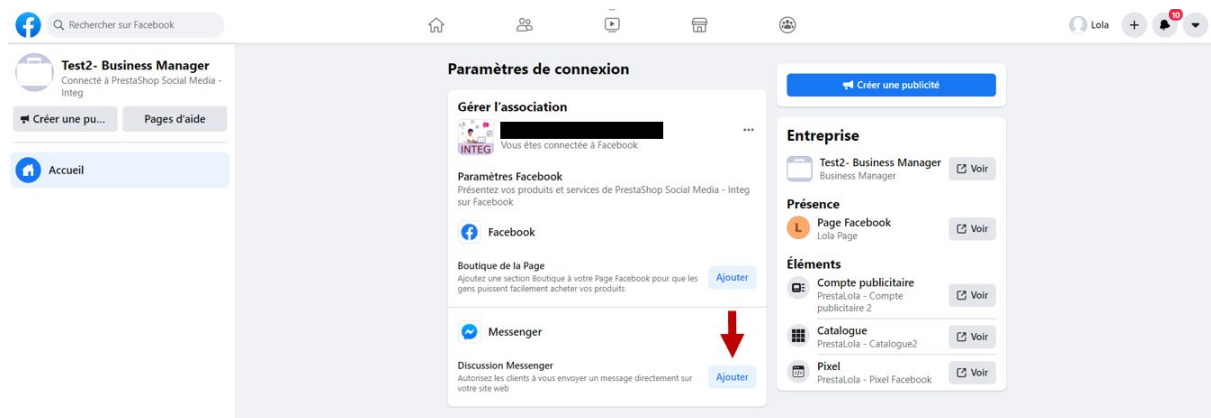 Rechercher sur Facebook
Lola
10
Test2- Business Manager
Connecté à PrestaShop Social Media -
Integ
Créer une pu...
Pages d'aide
Accueil
Paramètres de connexion
Gérer l'association
INTEG
Vous êtes connectée à Facebook
Paramètres Facebook
Présentez vos produits et services de PrestaShop Social Media - Integ
sur Facebook
Facebook
Boutique de la Page
Ajoutez une section Boutique à votre Page Facebook pour que les
gens puissent facilement acheter vos produits
Ajouter
Messenger
Discussion Messenger
Autorisez les clients à vous envoyer un message directement sur
votre site web
Ajouter
Créer une publicité
Entreprise
Test2- Business Manager
Business Manager
Voir
Présence
L
Page Facebook
Lola Page
Voir
Éléments
Compte publicitaire
PrestaLola - Compte
publicitaire 2
Voir
Catalogue
PrestaLola - Catalogue2
Voir
Pixel
PrestaLola - Pixel Facebook
Voir